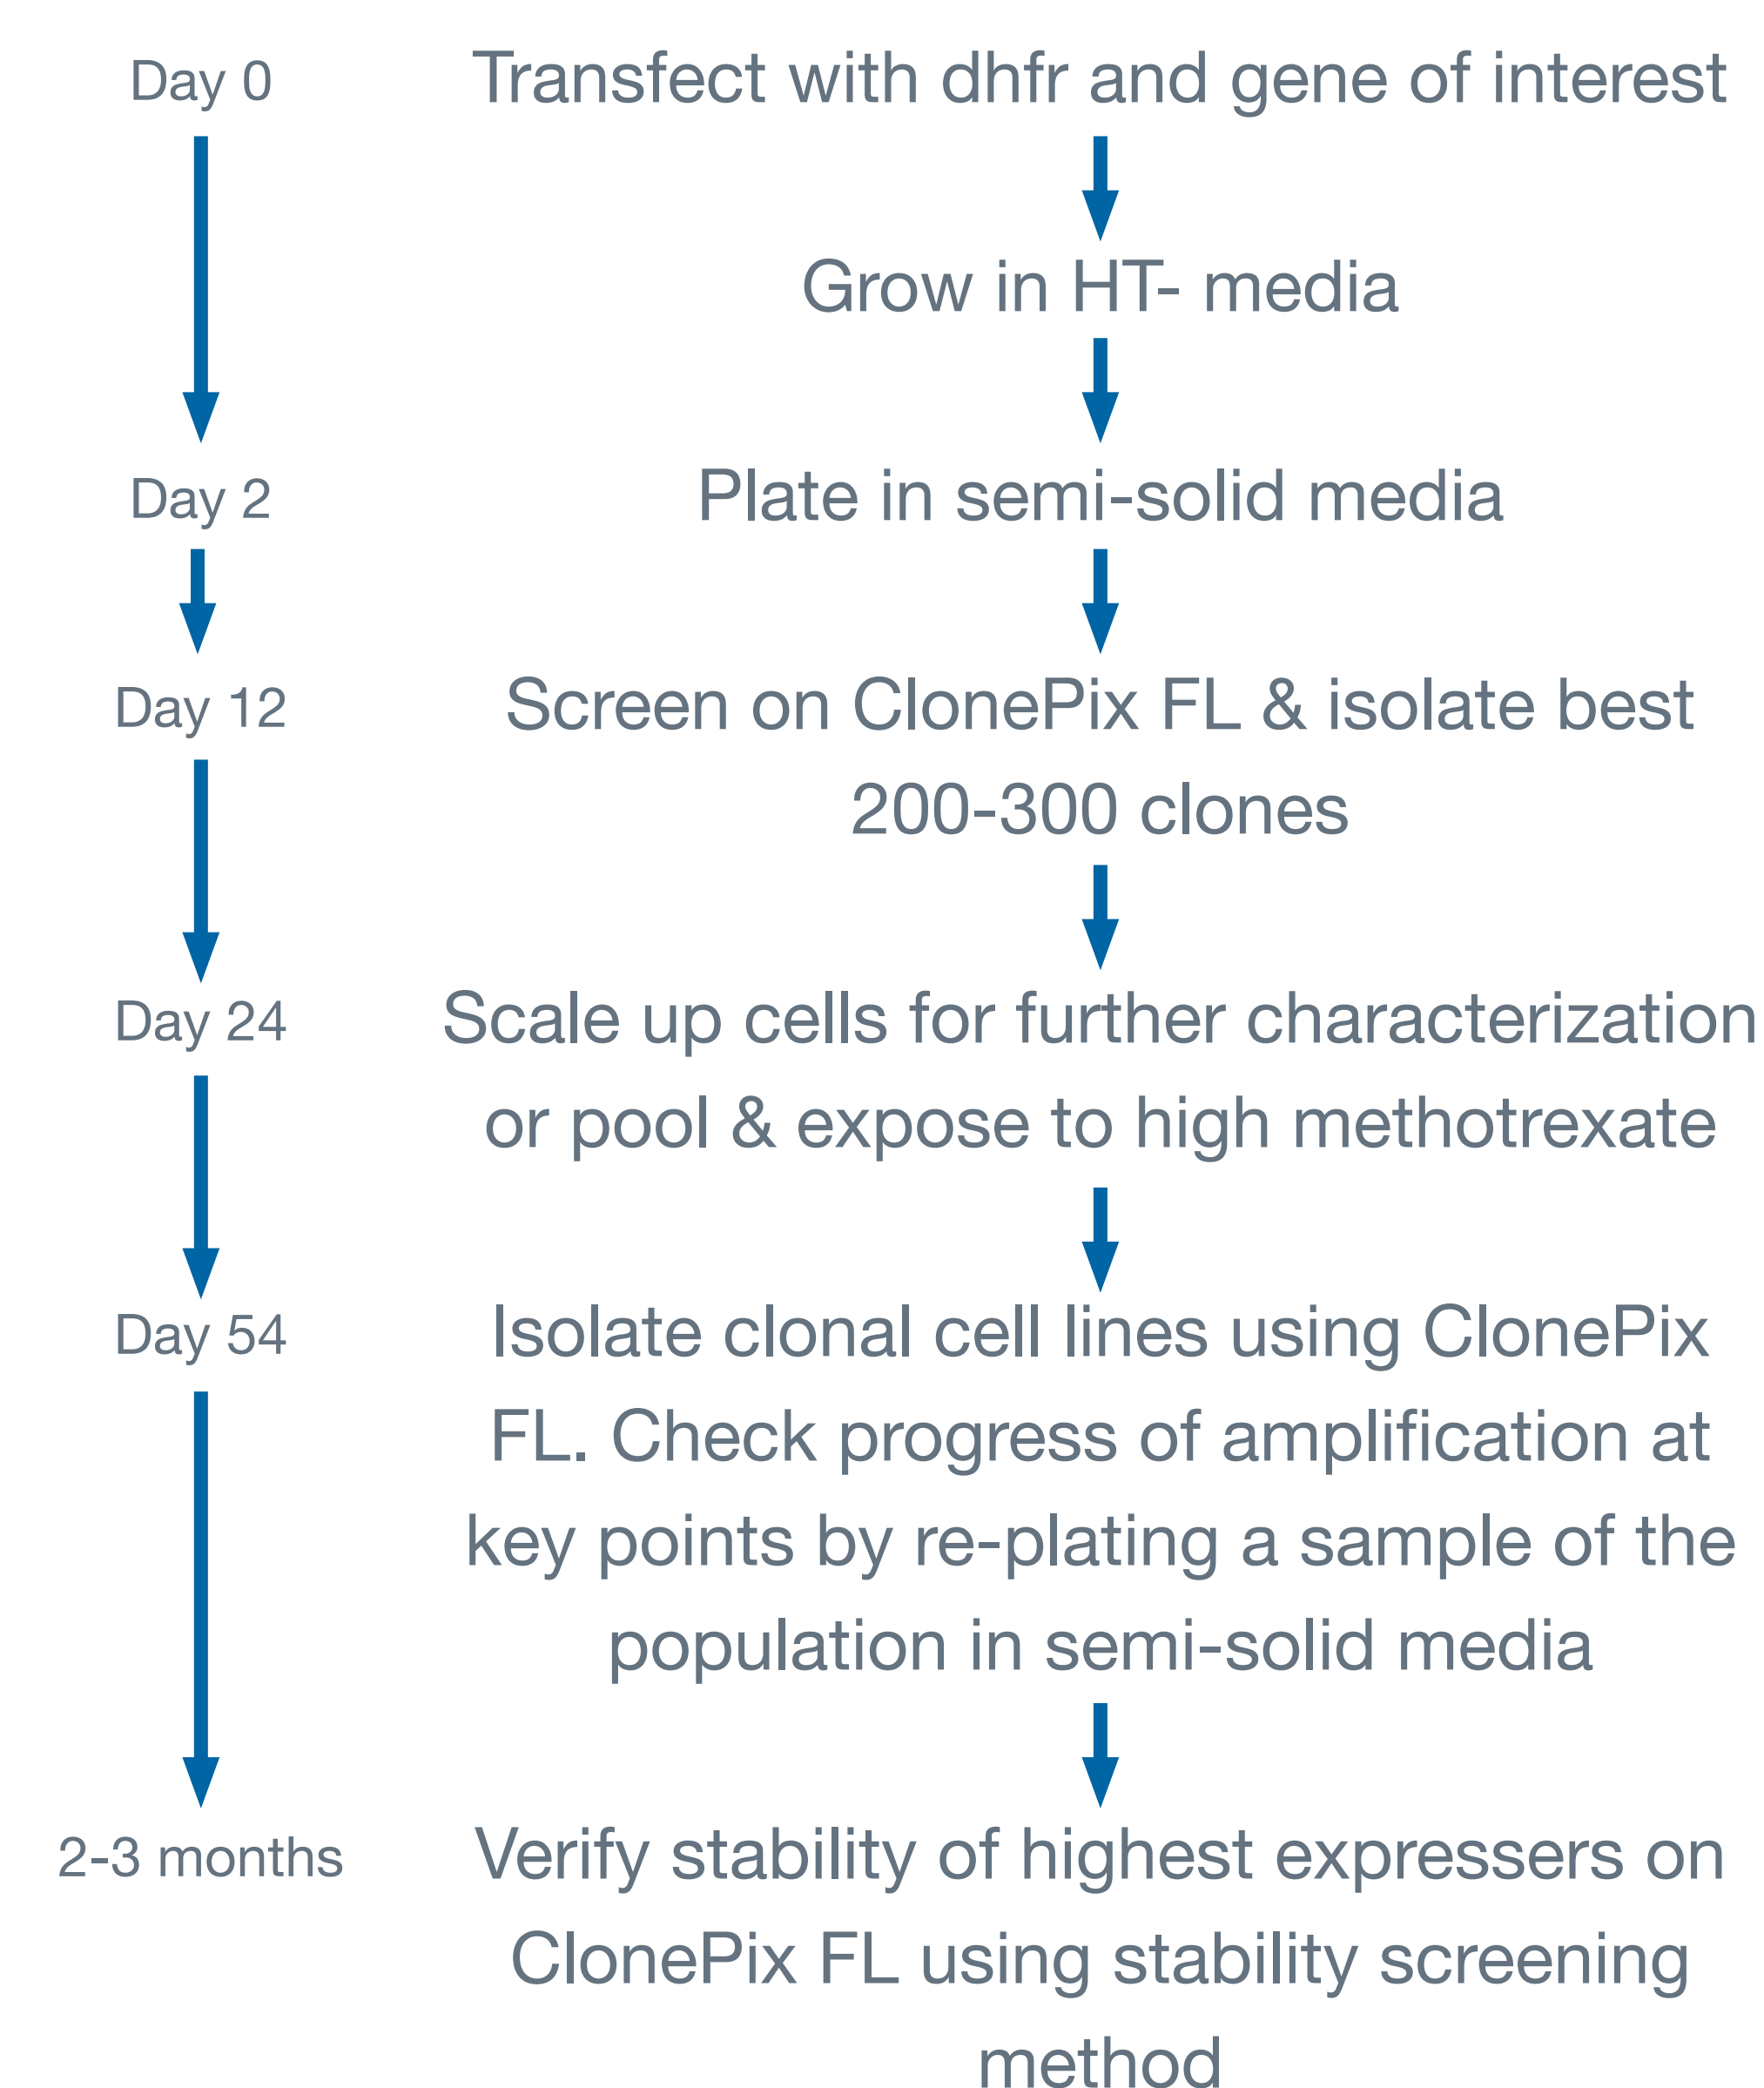 Day 0 Transfect with dhfr and gene of interest
Grow in HT- media
Day 2 Plate in semi-solid media
Day 12 Screen on ClonePix FL & isolate best
200-300 clones
Day 24 Scale up cells for further characterization
or pool & expose to high methotrexate
Day 54 Isolate clonal cell lines using ClonePix
FL. Check progress of amplification at
key points by re-plating a sample of the
population in semi-solid media
2-3 months Verify stability of highest expressers on
ClonePix FL using stability screening
method